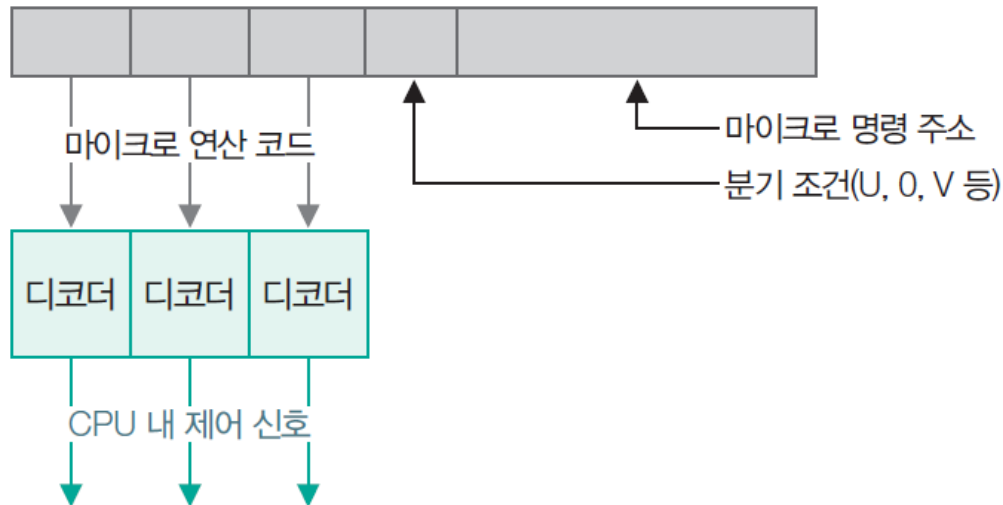 마이크로 연산 코드
마이크로 명령 주소
분기 조건(U, 0, V 등)
디코더 디코더 디코더
CPU 내 제어 신호